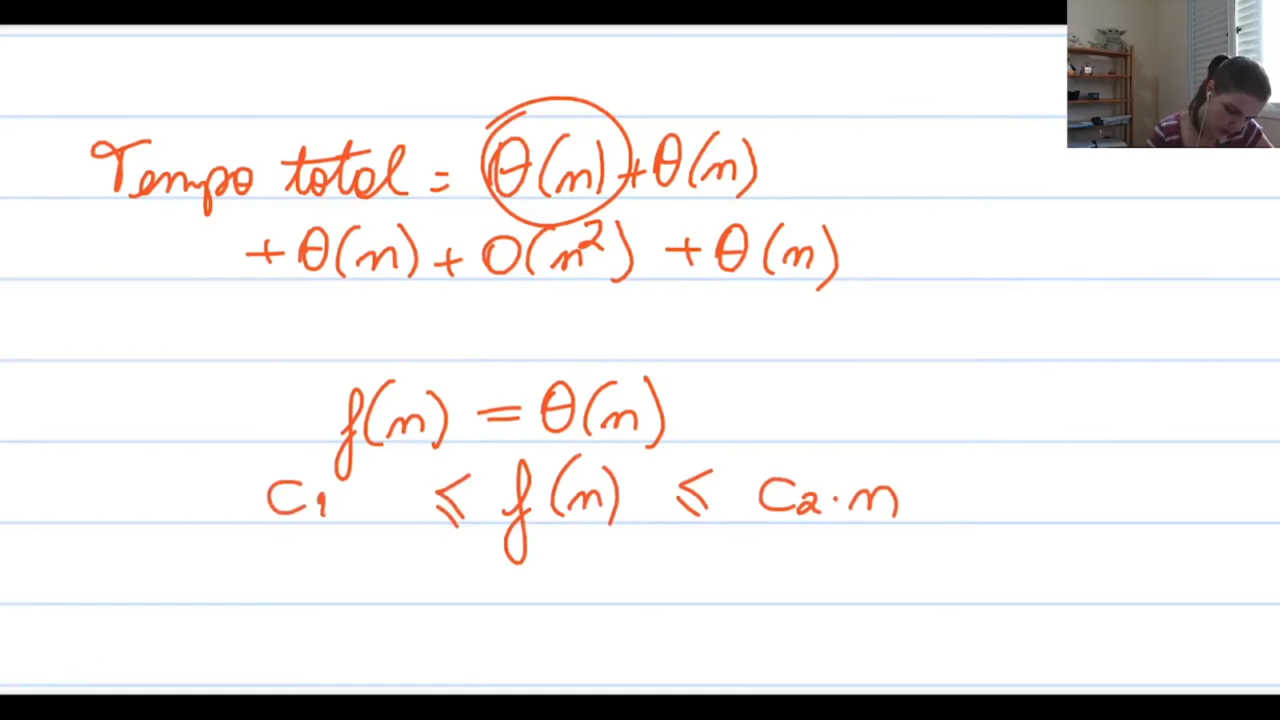 Tempo total = θ(n) + θ(n)
+ θ(n) + O(n²) + θ(n)
f(n) = θ(n)
C₁ ≤ f(n) ≤ C₂·n